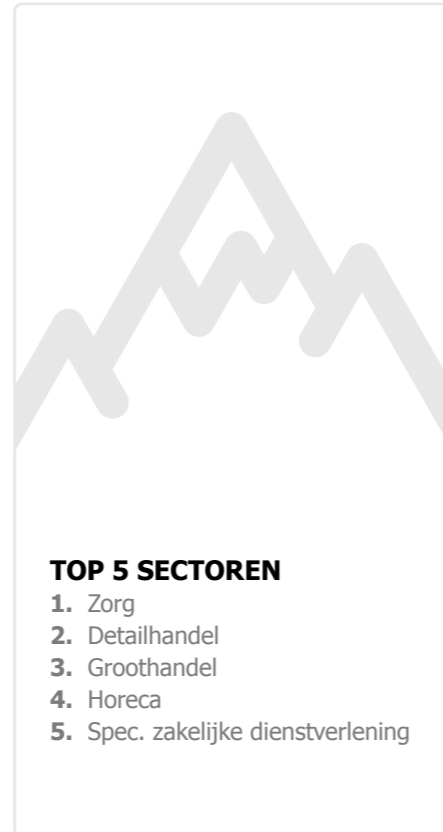 TOP 5 SECTOREN
1. Zorg
2. Detailhandel
3. Groothandel
4. Horeca
5. Spec. zakelijke dienstverlening